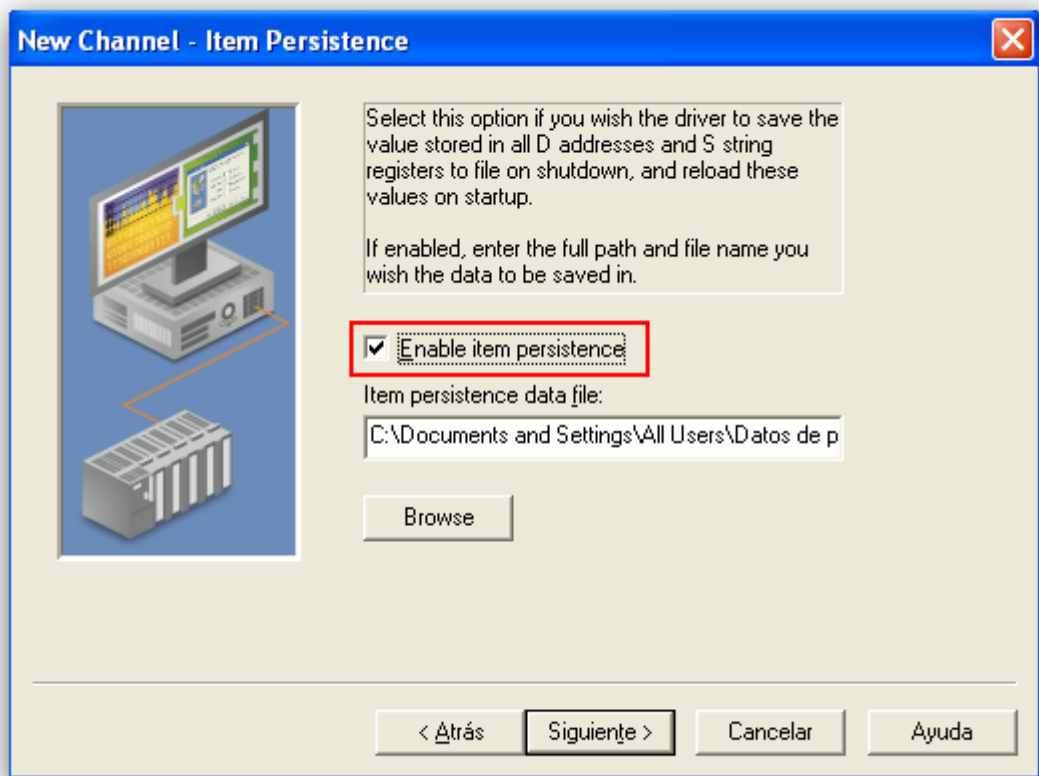 New Channel - Item Persistence
Select this option if you wish the driver to save the
value stored in all D addresses and S string
registers to file on shutdown, and reload these
values on startup.
If enabled, enter the full path and file name you
wish the data to be saved in.
Enable item persistence
Item persistence data file:
C:\Documents and Settings\All Users\Datos de p
Browse
< Atrás Siguiente > Cancelar Ayuda